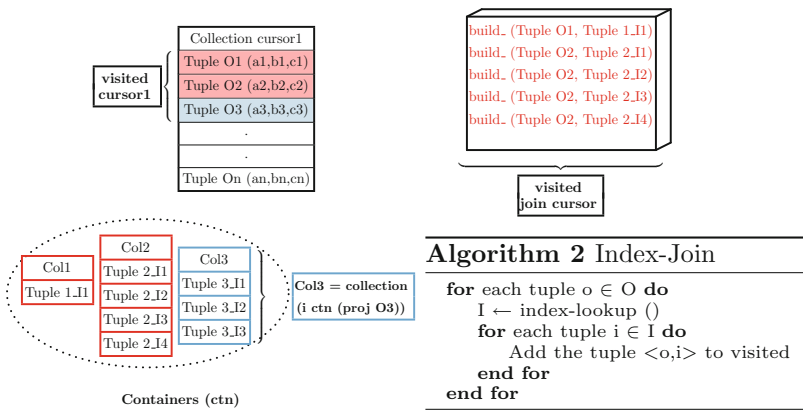 Collection cursor1
Tuple O1 (a1,b1,c1)
Tuple O2 (a2,b2,c2)
Tuple O3 (a3,b3,c3)
.
.
Tuple On (an,bn,cn)
visited
cursor1
build_ (Tuple O1, Tuple 1_I1)
build_ (Tuple O2, Tuple 2_I1)
build_ (Tuple O2, Tuple 2_I2)
build_ (Tuple O2, Tuple 2_I3)
build_ (Tuple O2, Tuple 2_I4)
visited
join cursor
Col1
Tuple 1_I1
Col2
Tuple 2_I1
Tuple 2_I2
Tuple 2_I3
Tuple 2_I4
Col3
Tuple 3_I1
Tuple 3_I2
Tuple 3_I3
Col3 = collection
(i ctn (proj O3))
Containers (ctn)
Algorithm 2 Index-Join
for each tuple o ∈ O do
I ← index-lookup ()
for each tuple i ∈ I do
Add the tuple <o,i> to visited
end for
end for